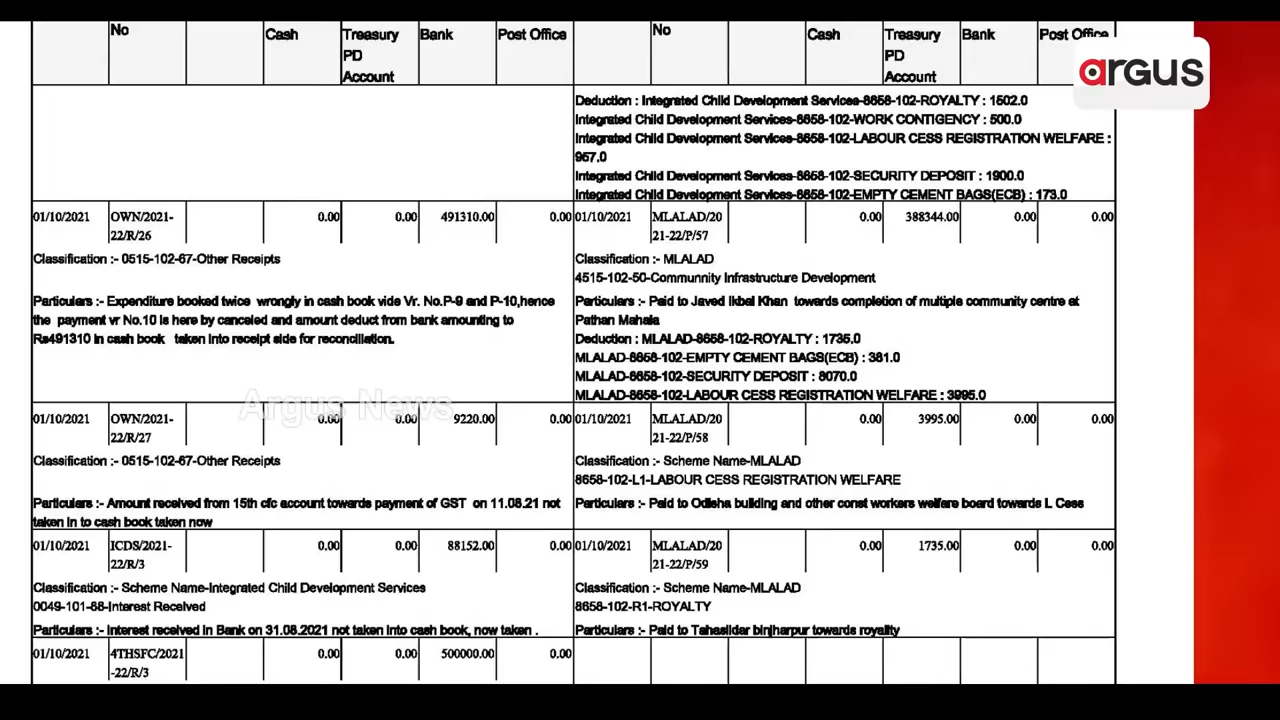 No Cash Treasury Bank Post Office No Cash Treasury Bank Post Office
PD PD
Account Account
argus
Deduction : Integrated Child Development Services-8658-102-ROYALTY : 1502.0
Integrated Child Development Services-8658-102-WORK CONTIGENCY : 500.0
Integrated Child Development Services-8658-102-LABOUR CESS REGISTRATION WELFARE :
957.0
Integrated Child Development Services-8658-102-SECURITY DEPOSIT : 1900.0
Integrated Child Development Services-8658-102-EMPTY CEMENT BAGS(ECB) : 173.0
01/10/2021 OWN/2021- 0.00 0.00 491310.00 0.00
22/R/26
Classification :- 0515-102-67-Other Receipts
Particulars :- Expenditure booked twice wrongly in cash book vide Vr. No.P-9 and P-10,hence
the payment vr No.10 is here by canceled and amount deduct from bank amounting to
Rs491310 in cash book taken into receipt side for reconciliation.
01/10/2021 MLALAD/20 0.00 388344.00 0.00 0.00
21-22/P/57
Classification :- MLALAD
4515-102-50-Communnity Infrastructure Development
Particulars :- Paid to Javed Ikbal Khan towards completion of multiple community centre at
Pathan Mahala
Deduction : MLALAD-8658-102-ROYALTY : 1735.0
MLALAD-8658-102-EMPTY CEMENT BAGS(ECB) : 381.0
MLALAD-8658-102-SECURITY DEPOSIT : 8070.0
MLALAD-8658-102-LABOUR CESS REGISTRATION WELFARE : 3995.0
Argus News
01/10/2021 OWN/2021- 0.00 0.00 9220.00 0.00
22/R/27
Classification :- 0515-102-67-Other Receipts
Particulars :- Amount received from 15th cfc account towards payment of GST on 11.08.21 not
taken in to cash book taken now
01/10/2021 MLALAD/20 0.00 3995.00 0.00 0.00
21-22/P/58
Classification :- Scheme Name-MLALAD
8658-102-L1-LABOUR CESS REGISTRATION WELFARE
Particulars :- Paid to Odisha building and other const workers welfare board towards L Cess
01/10/2021 ICDS/2021- 0.00 0.00 88152.00 0.00
22/R/3
Classification :- Scheme Name-Integrated Child Development Services
0049-101-68-Interest Received
Particulars :- Interest received in Bank on 31.08.2021 not taken into cash book, now taken .
01/10/2021 MLALAD/20 0.00 1735.00 0.00 0.00
21-22/P/59
Classification :- Scheme Name-MLALAD
8658-102-R1-ROYALTY
Particulars :- Paid to Tahasildar binjharpur towards royality
01/10/2021 4THSFC/2021 0.00 0.00 500000.00 0.00
-22/R/3